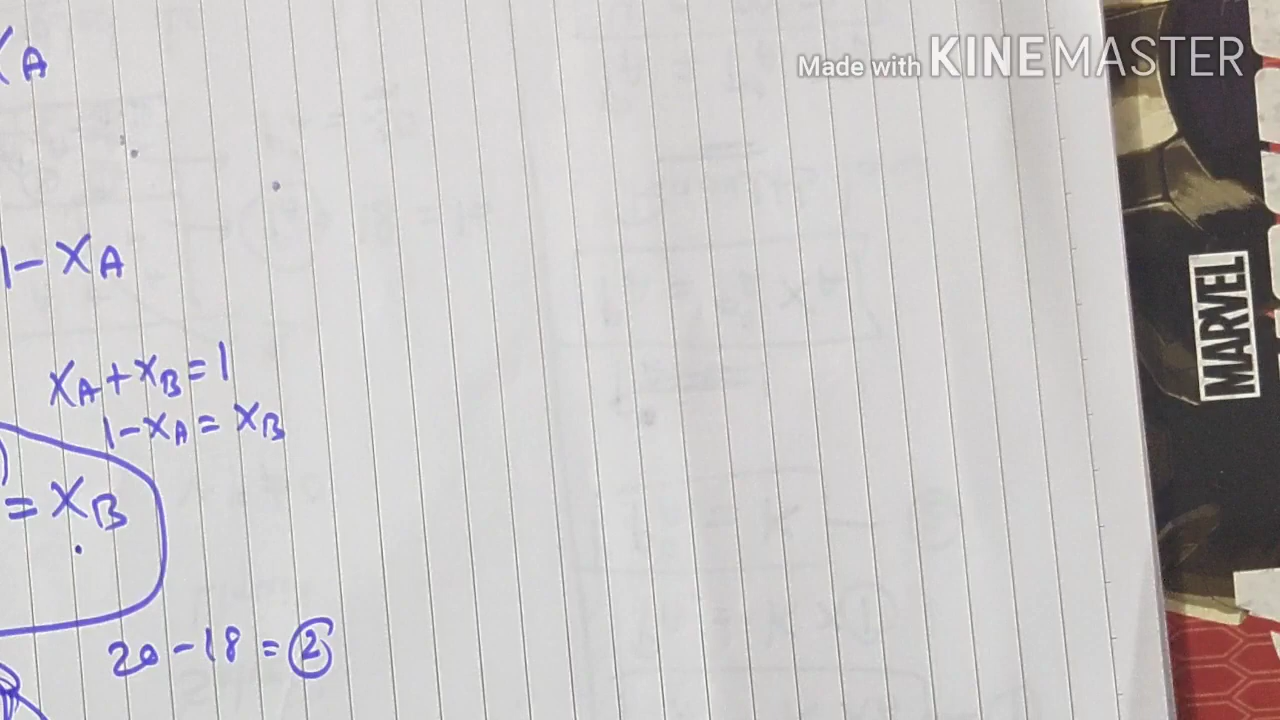 Made with KINEMASTER
XA
1-XA
MARVEL
XA+XB=1
1-XA=XB
=XB
20-18=2